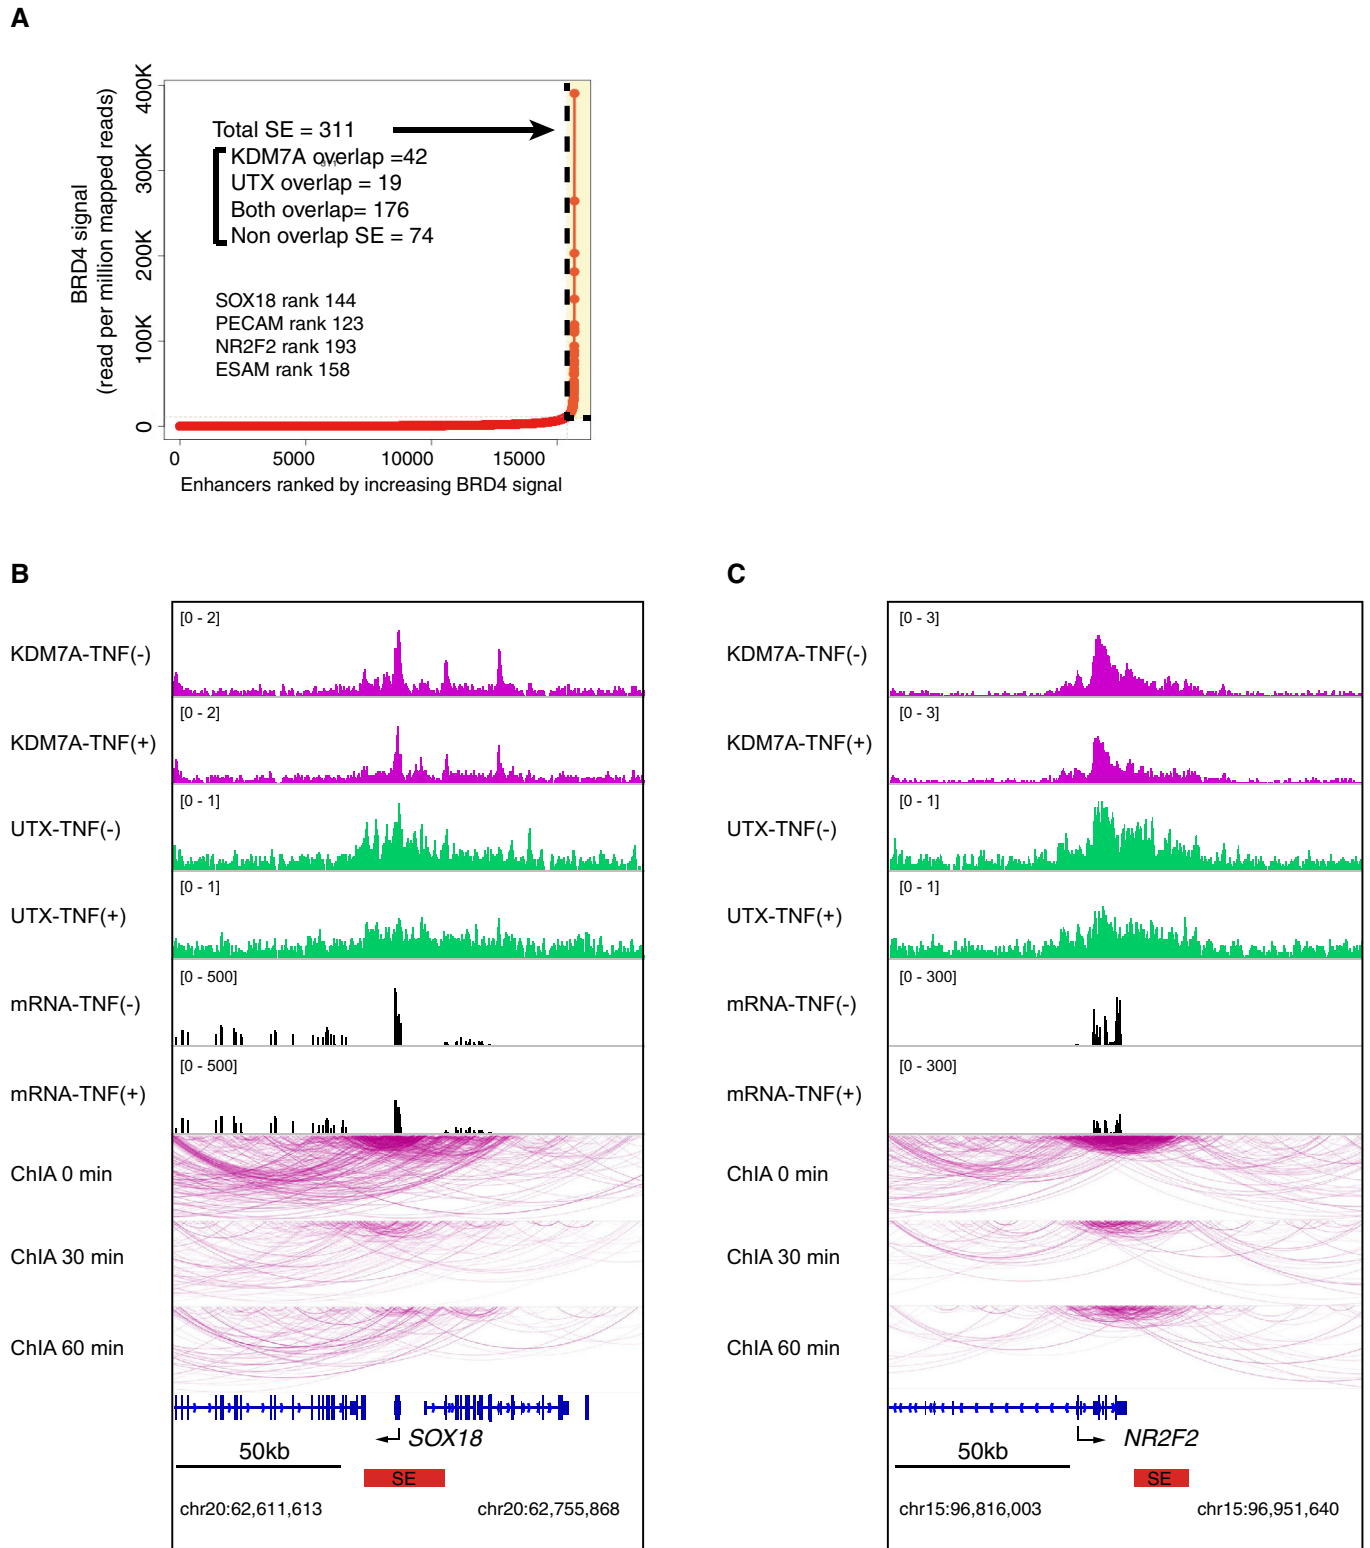 A
BRD4 signal
(read per million mapped reads)
400K
300K
200K
100K
0
Total SE = 311
KDM7A overlap =42
UTX overlap = 19
Both overlap= 176
Non overlap SE = 74
SOX18 rank 144
PECAM rank 123
NR2F2 rank 193
ESAM rank 158
0 5000 10000 15000
Enhancers ranked by increasing BRD4 signal
B
KDM7A-TNF(-) [0 - 2]
KDM7A-TNF(+) [0 - 2]
UTX-TNF(-) [0 - 1]
UTX-TNF(+) [0 - 1]
mRNA-TNF(-) [0 - 500]
mRNA-TNF(+) [0 - 500]
ChIA 0 min
ChIA 30 min
ChIA 60 min
SOX18
50kb
SE
chr20:62,611,613 chr20:62,755,868
C
KDM7A-TNF(-) [0 - 3]
KDM7A-TNF(+) [0 - 3]
UTX-TNF(-) [0 - 1]
UTX-TNF(+) [0 - 1]
mRNA-TNF(-) [0 - 300]
mRNA-TNF(+) [0 - 300]
ChIA 0 min
ChIA 30 min
ChIA 60 min
NR2F2
50kb
SE
chr15:96,816,003 chr15:96,951,640